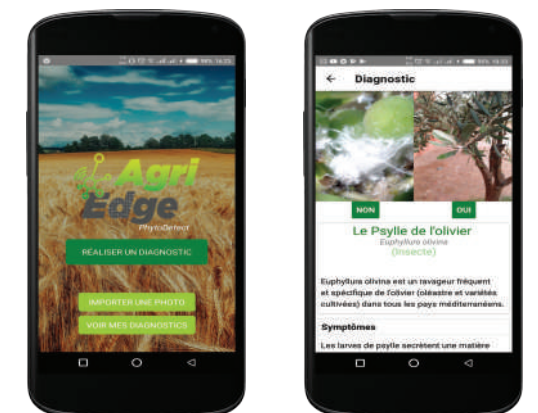 Agri
Edge
PhytoDetect
RÉALISER UN DIAGNOSTIC
IMPORTER UNE PHOTO
VOIR MES DIAGNOSTICS
Diagnostic
NON
OUI
Le Psylle de l'olivier
Euphyllura olivina
(Insecte)
Euphyllura olivina est un ravageur fréquent
et spécifique de l'olivier (oléastre et variétés
cultivées) dans tous les pays méditerranéens.
Symptômes
Les larves de psylle secrètent une matière